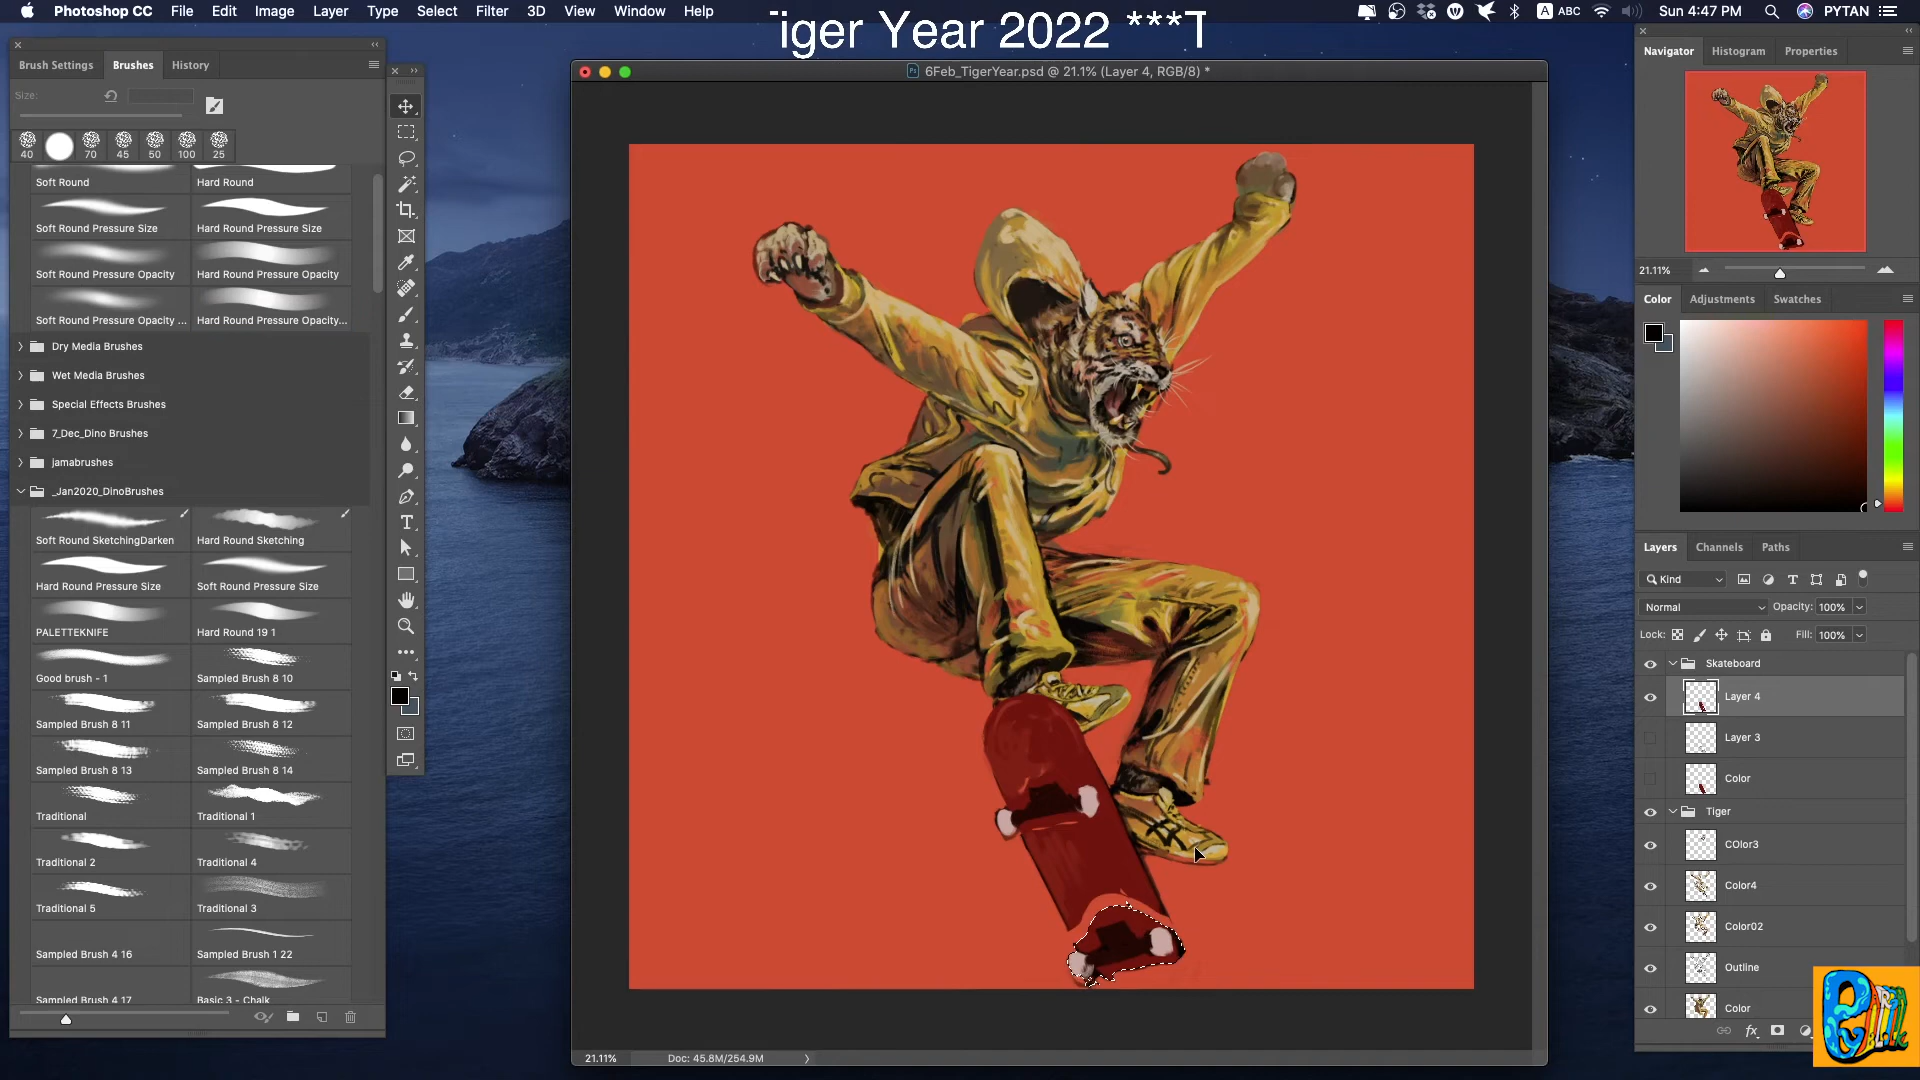 Photoshop CC File Edit Image Layer Type Select Filter 3D View Window Help
A ABC Sun 4:47 PM PYTAN
iger Year 2022 ***T
Brush Settings Brushes History
Size:
40 70 45 50 100 25
Soft Round Hard Round
Soft Round Pressure Size Hard Round Pressure Size
Soft Round Pressure Opacity Hard Round Pressure Opacity
Soft Round Pressure Opacity ... Hard Round Pressure Opacity...
Dry Media Brushes
Wet Media Brushes
Special Effects Brushes
7_Dec_Dino Brushes
jamabrushes
_Jan2020_DinoBrushes
Soft Round SketchingDarken Hard Round Sketching
Hard Round Pressure Size Soft Round Pressure Size
PALETTEKNIFE Hard Round 19 1
Good brush - 1 Sampled Brush 8 10
Sampled Brush 8 11 Sampled Brush 8 12
Sampled Brush 8 13 Sampled Brush 8 14
Traditional Traditional 1
Traditional 2 Traditional 4
Traditional 5 Traditional 3
Sampled Brush 4 16 Sampled Brush 1 22
Sampled Brush 4 17 Basic 3 - Chalk
6Feb_TigerYear.psd @ 21.1% (Layer 4, RGB/8) *
21.11% Doc: 45.8M/254.9M
Navigator Histogram Properties
21.11%
Color Adjustments Swatches
Layers Channels Paths
Kind
Normal Opacity: 100%
Lock: Fill: 100%
Skateboard
Layer 4
Layer 3
Color
Tiger
COlor3
Color4
Color02
Outline
Color